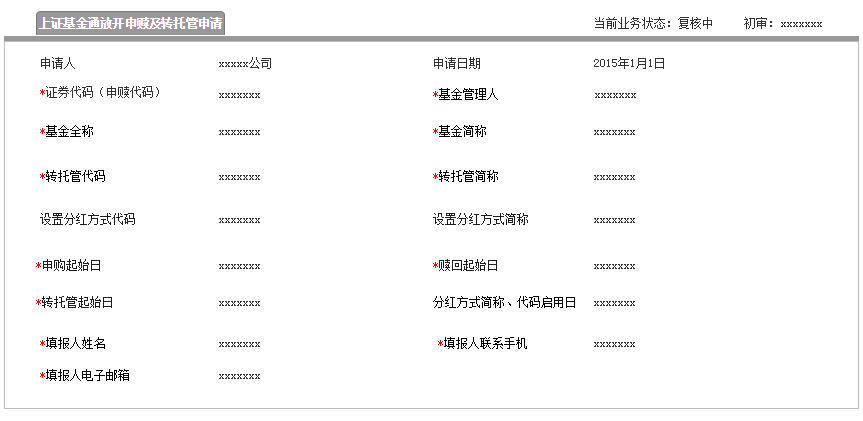 上证基金通放开申赎及转托管申请 当前业务状态：复核中 初审：xxxxxxx
申请人 xxxxx公司 申请日期 2015年1月1日
*证券代码（申赎代码） xxxxxxx *基金管理人 xxxxxxx
*基金全称 xxxxxxx *基金简称 xxxxxxx
*转托管代码 xxxxxxx *转托管简称 xxxxxxx
设置分红方式代码 xxxxxxx 设置分红方式简称 xxxxxxx
*申购起始日 xxxxxxx *赎回起始日 xxxxxxx
*转托管起始日 xxxxxxx 分红方式简称、代码启用日 xxxxxxx
*填报人姓名 xxxxxxx *填报人联系手机 xxxxxxx
*填报人电子邮箱 xxxxxxx